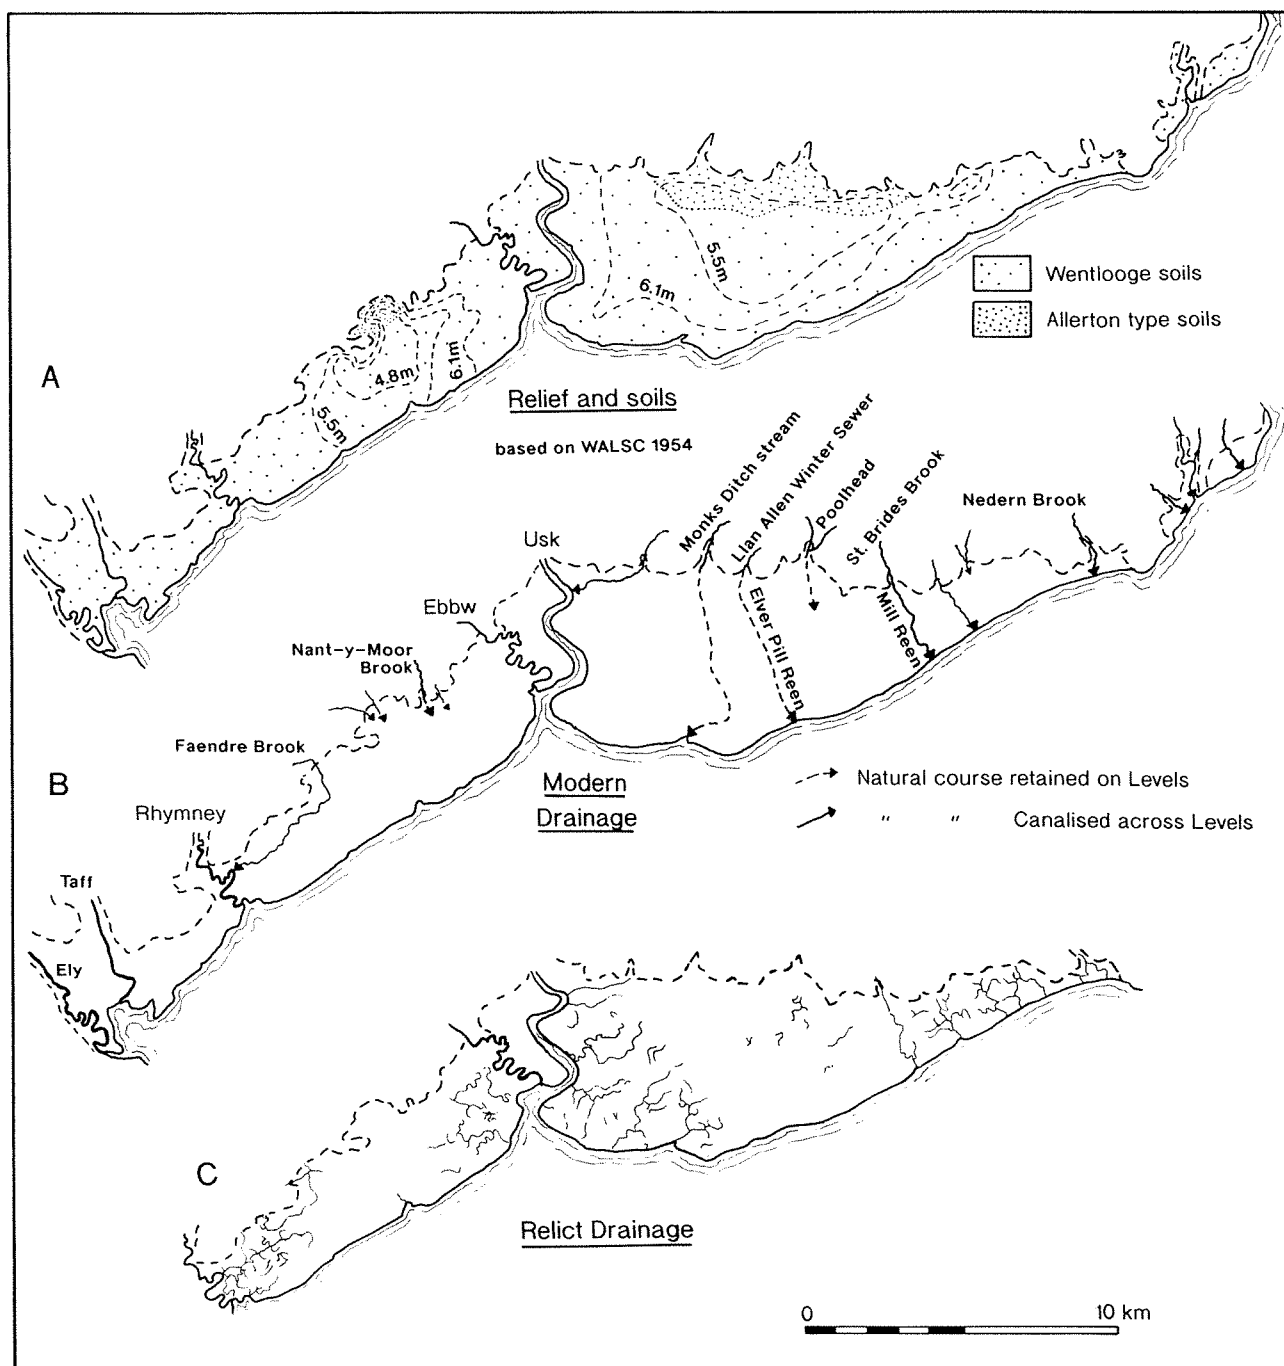 Wentlooge soils
Allerton type soils
5.5m
6.1m
4.8m
6.1m
5.5m
A
Relief and soils
based on WALSC 1954
Monks Ditch stream
Llan Allen Winter Sewer
Poolhead
St. Brides Brook
Nedern Brook
Usk
Ebbw
Elver Pill Reen
Mill Reen
Nant-y-Moor
Brook
Faendre Brook
B
Rhymney
Modern
Drainage
Natural course retained on Levels
" " Canalised across Levels
Taff
Ely
C
Relict Drainage
0 10 km